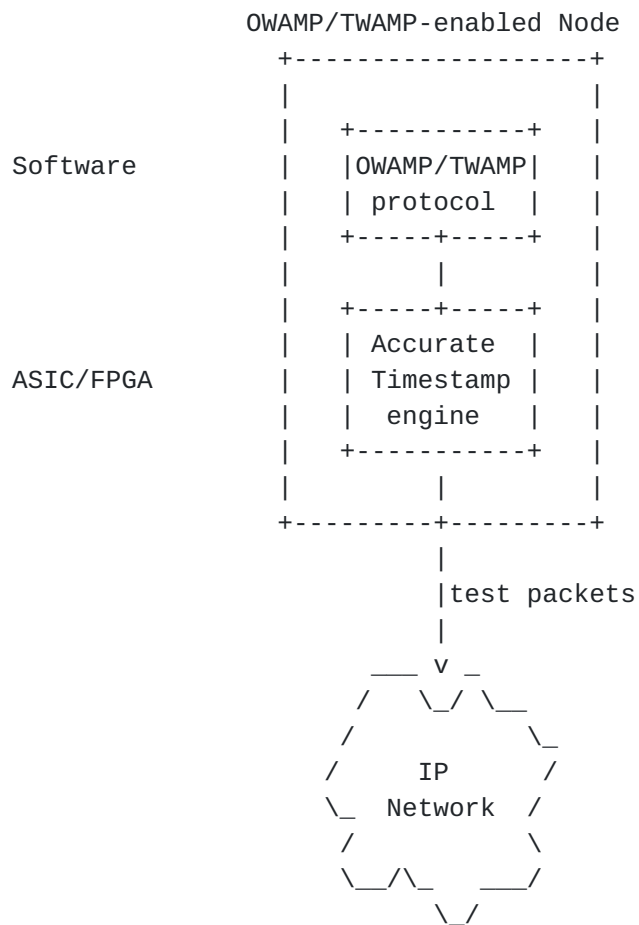 OWAMP/TWAMP-enabled Node
Software
OWAMP/TWAMP
protocol
ASIC/FPGA
Accurate
Timestamp
engine
test packets
IP
Network